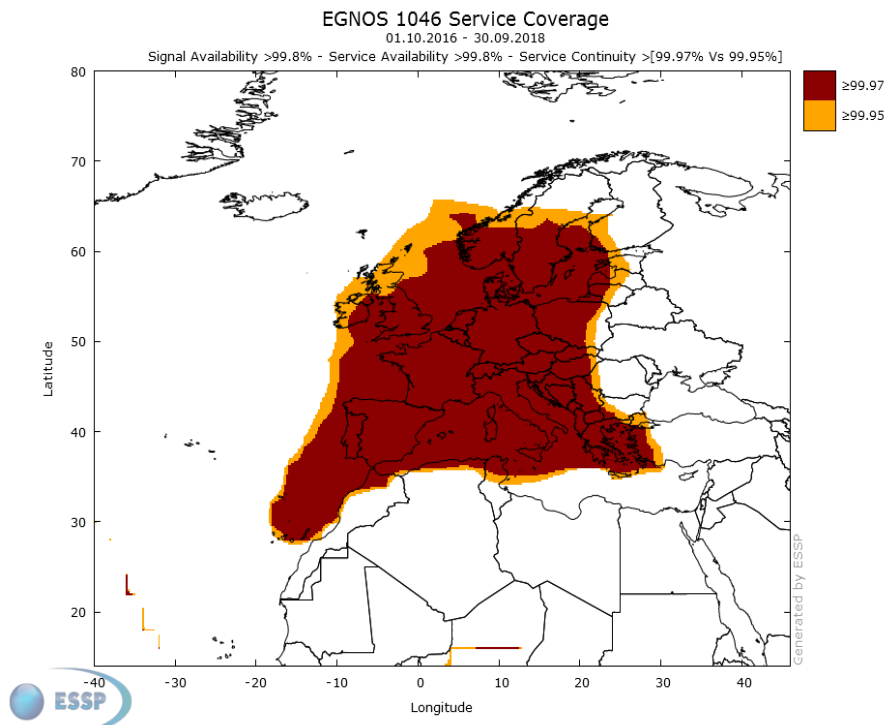 EGNOS 1046 Service Coverage
01.10.2016 - 30.09.2018
Signal Availability >99.8% - Service Availability >99.8% - Service Continuity >[99.97% Vs 99.95%]
80
70
60
50
40
30
20
Latitude
-40 -30 -20 -10 0 10 20 30 40
Longitude
≥99.97
≥99.95
Generated by ESSP
ESSP